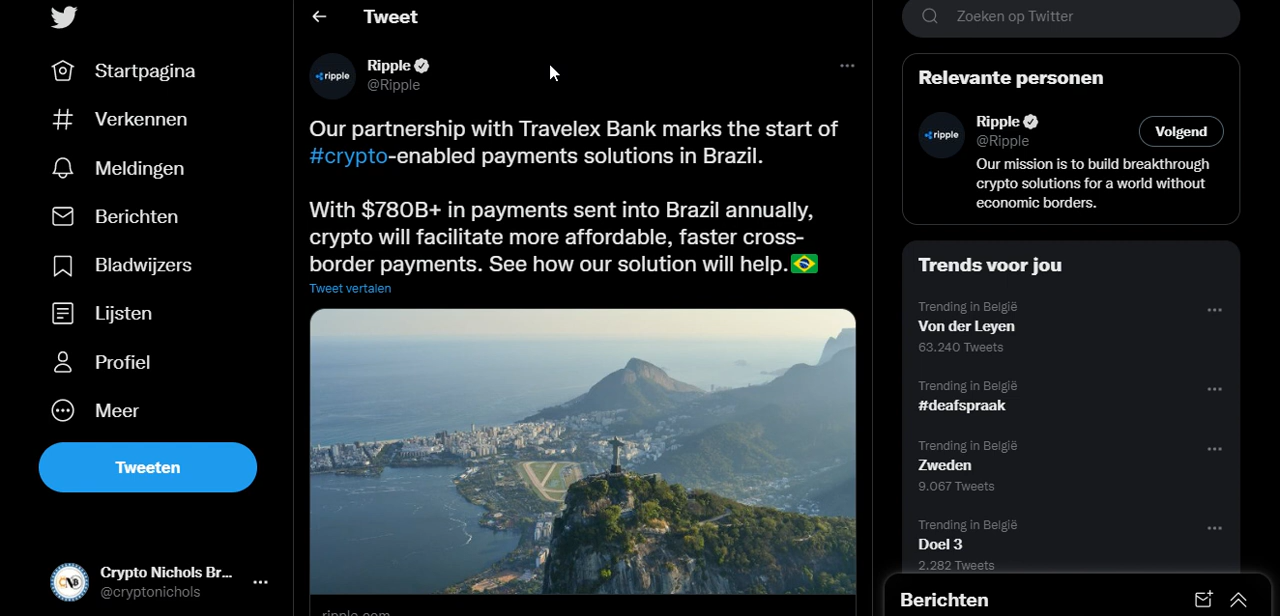 Startpagina
Verkennen
Meldingen
Berichten
Bladwijzers
Lijsten
Profiel
Meer
Tweeten
Crypto Nichols Br...
@cryptonichols
Tweet
ripple
Ripple
@Ripple
Our partnership with Travelex Bank marks the start of
#crypto-enabled payments solutions in Brazil.
With $780B+ in payments sent into Brazil annually,
crypto will facilitate more affordable, faster cross-
border payments. See how our solution will help.🇧🇷
Tweet vertalen
ripple.com
Zoeken op Twitter
Relevante personen
ripple
Ripple
@Ripple
Volgend
Our mission is to build breakthrough
crypto solutions for a world without
economic borders.
Trends voor jou
Trending in België
Von der Leyen
63.240 Tweets
Trending in België
#deafspraak
Trending in België
Zweden
9.067 Tweets
Trending in België
Doel 3
2.282 Tweets
Berichten